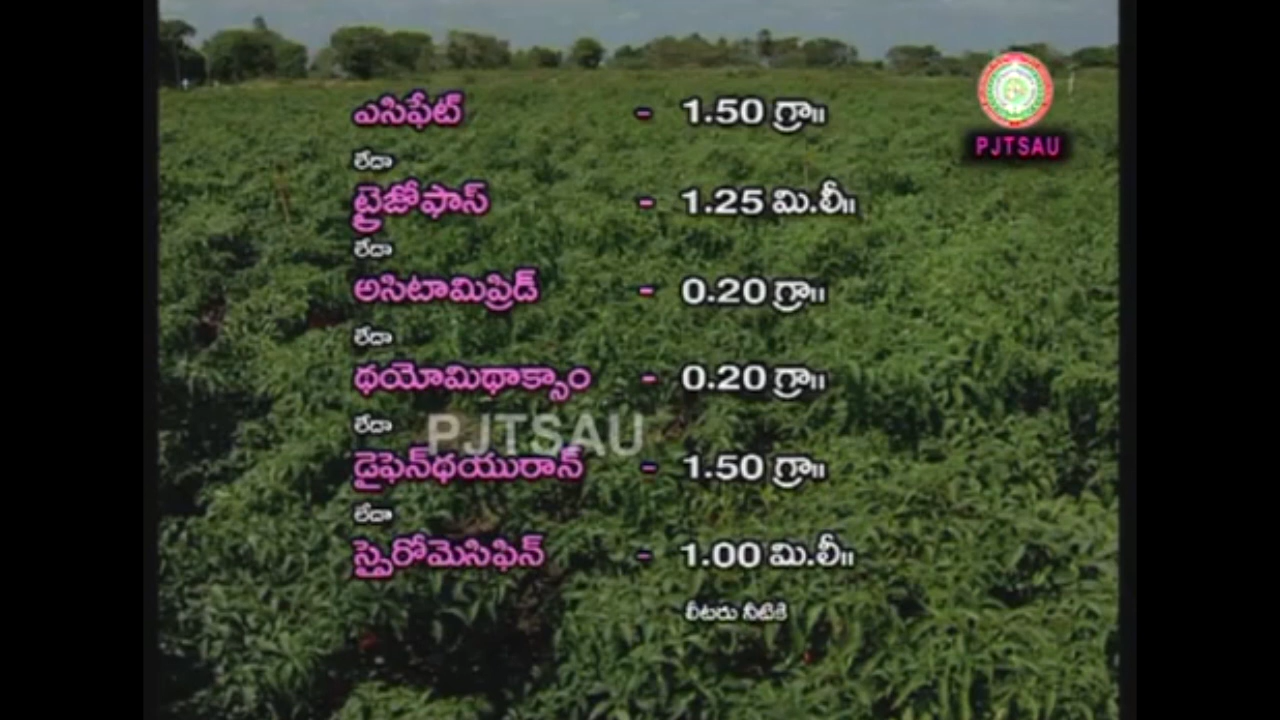 PJTSAU
ఎసిఫేట్ - 1.50 గ్రా॥
లేదా
ట్రైజోఫాస్ - 1.25 మి.లీ॥
లేదా
అసిటామిప్రిడ్ - 0.20 గ్రా॥
లేదా
థయోమిథాక్సాం - 0.20 గ్రా॥
లేదా
PJTSAU
డైఫెన్‌థయురాన్ - 1.50 గ్రా॥
లేదా
స్పైరోమెసిఫిన్ - 1.00 మి.లీ॥
లీటరు నీటికి